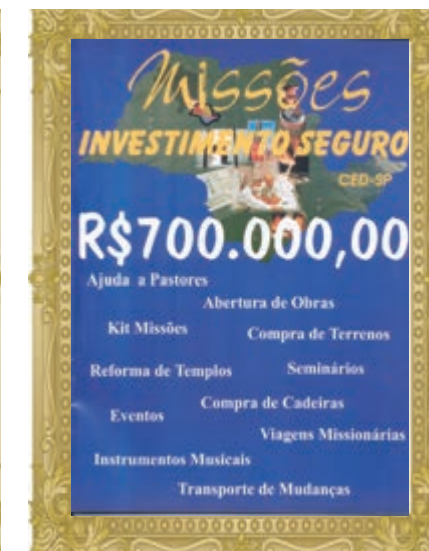 Missões
INVESTIMENTO SEGURO
CED-SP
R$700.000,00
Ajuda a Pastores
Abertura de Obras
Kit Missões
Compra de Terrenos
Reforma de Templos
Seminários
Compra de Cadeiras
Eventos
Viagens Missionárias
Instrumentos Musicais
Transporte de Mudanças